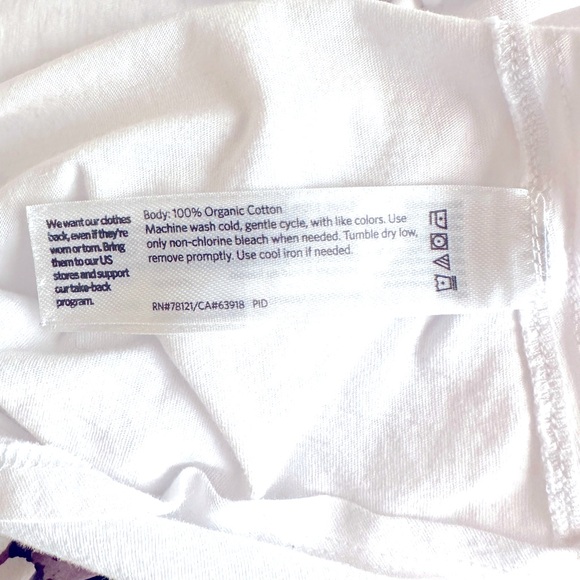 We want our clothes
back, even if they're
worn or torn. Bring
them to our US
stores and support
our take-back
program.
Body: 100% Organic Cotton
Machine wash cold, gentle cycle, with like colors. Use
only non-chlorine bleach when needed. Tumble dry low,
remove promptly. Use cool iron if needed.
RN#78121/CA#63918 PID